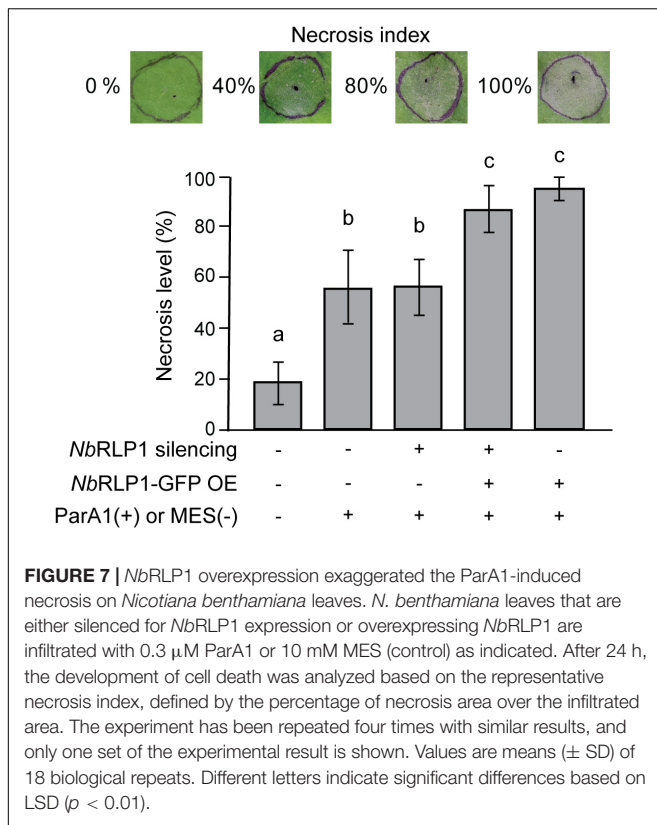 Necrosis index
0 % 40% 80% 100%
100
80
60
40
20
0
Necrosis level (%)
a b b c c
NbRLP1 silencing - - + + -
NbRLP1-GFP OE - - - + +
ParA1(+) or MES(-) - + + + +
FIGURE 7 | NbRLP1 overexpression exaggerated the ParA1-induced
necrosis on Nicotiana benthamiana leaves. N. benthamiana leaves that are
either silenced for NbRLP1 expression or overexpressing NbRLP1 are
infiltrated with 0.3 μM ParA1 or 10 mM MES (control) as indicated. After 24 h,
the development of cell death was analyzed based on the representative
necrosis index, defined by the percentage of necrosis area over the infiltrated
area. The experiment has been repeated four times with similar results, and
only one set of the experimental result is shown. Values are means (± SD) of
18 biological repeats. Different letters indicate significant differences based on
LSD (p < 0.01).